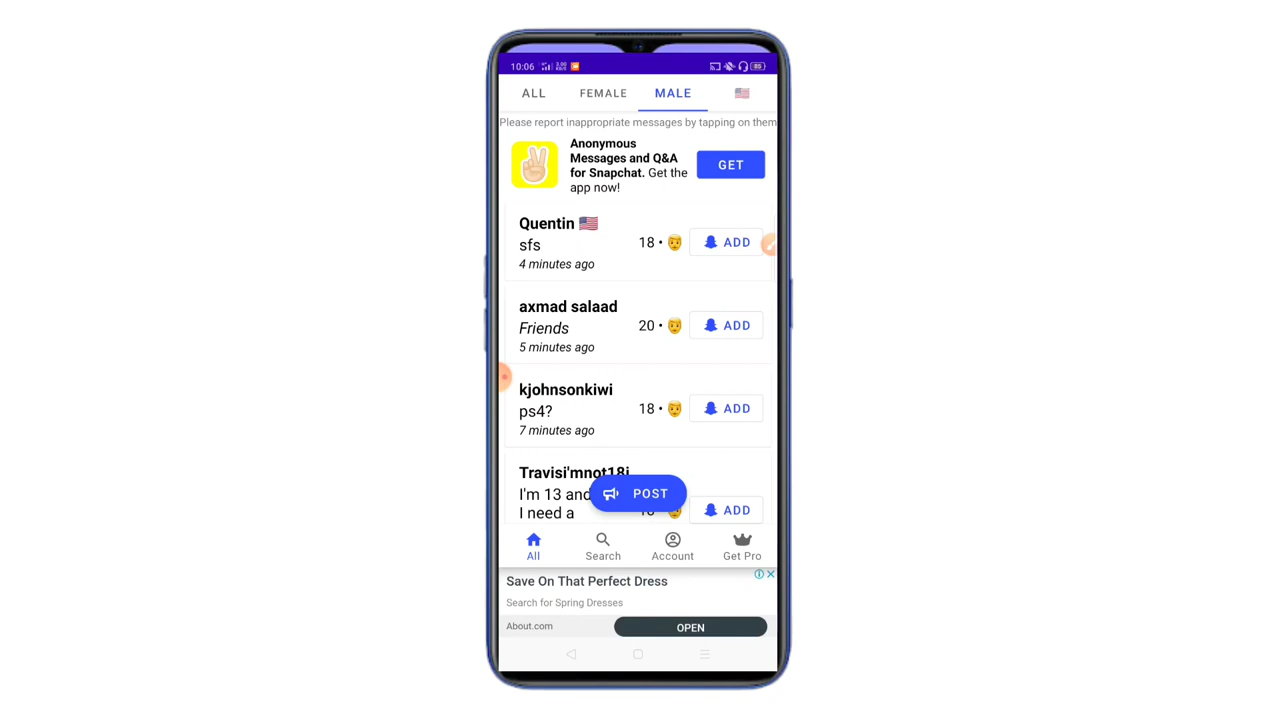 10:06
85
ALL FEMALE MALE
Please report inappropriate messages by tapping on them
Anonymous
Messages and Q&A
for Snapchat. Get the
app now!
GET
Quentin
sfs
4 minutes ago
18 •
ADD
axmad salaad
Friends
5 minutes ago
20 •
ADD
kjohnsonkiwi
ps4?
7 minutes ago
18 •
ADD
Travisi'mnot18i
I'm 13 and
I need a
POST
ADD
All Search Account Get Pro
Save On That Perfect Dress
Search for Spring Dresses
About.com
OPEN